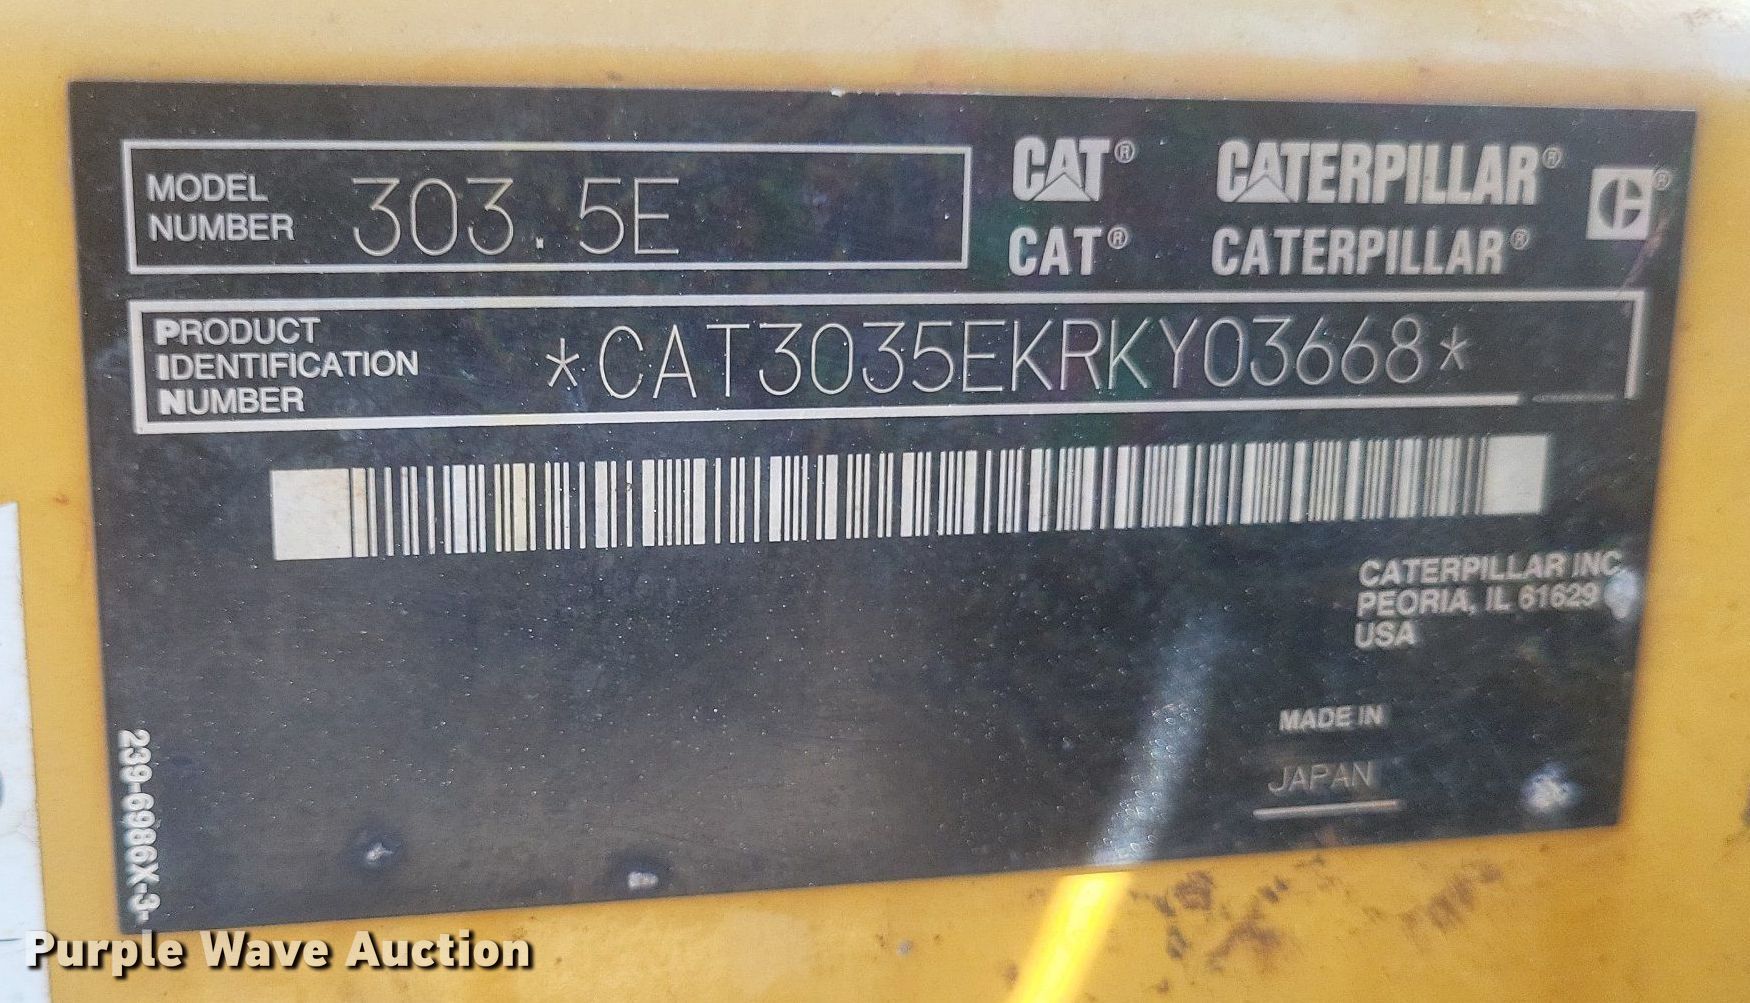 MODEL
NUMBER
303.5E
CAT® CATERPILLAR®
CAT® CATERPILLAR®
PRODUCT
IDENTIFICATION
NUMBER
*CAT3035EKRKY03668*
CATERPILLAR INC
PEORIA, IL 61629
USA
MADE IN
JAPAN
239-6986X-3-
Purple Wave Auction